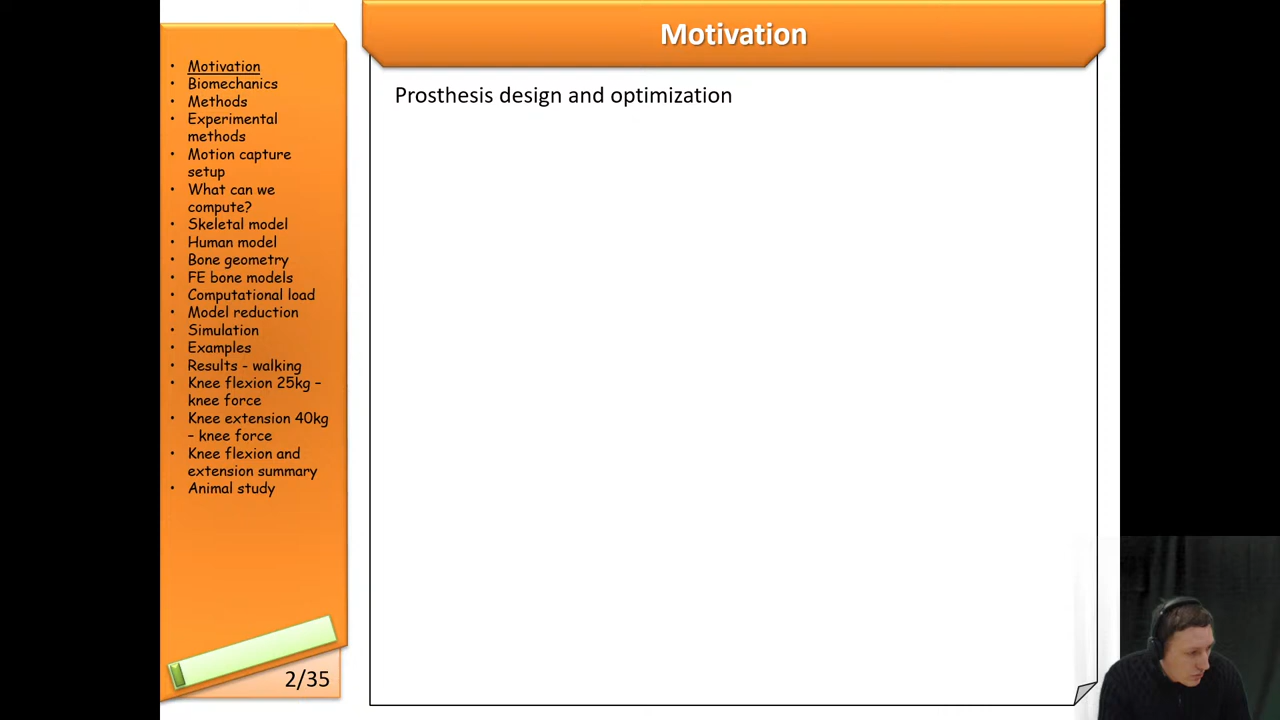 Motivation
Prosthesis design and optimization
• Motivation
• Biomechanics
• Methods
• Experimental
methods
• Motion capture
setup
• What can we
compute?
• Skeletal model
• Human model
• Bone geometry
• FE bone models
• Computational load
• Model reduction
• Simulation
• Examples
• Results - walking
• Knee flexion 25kg –
knee force
• Knee extension 40kg
– knee force
• Knee flexion and
extension summary
• Animal study
2/35